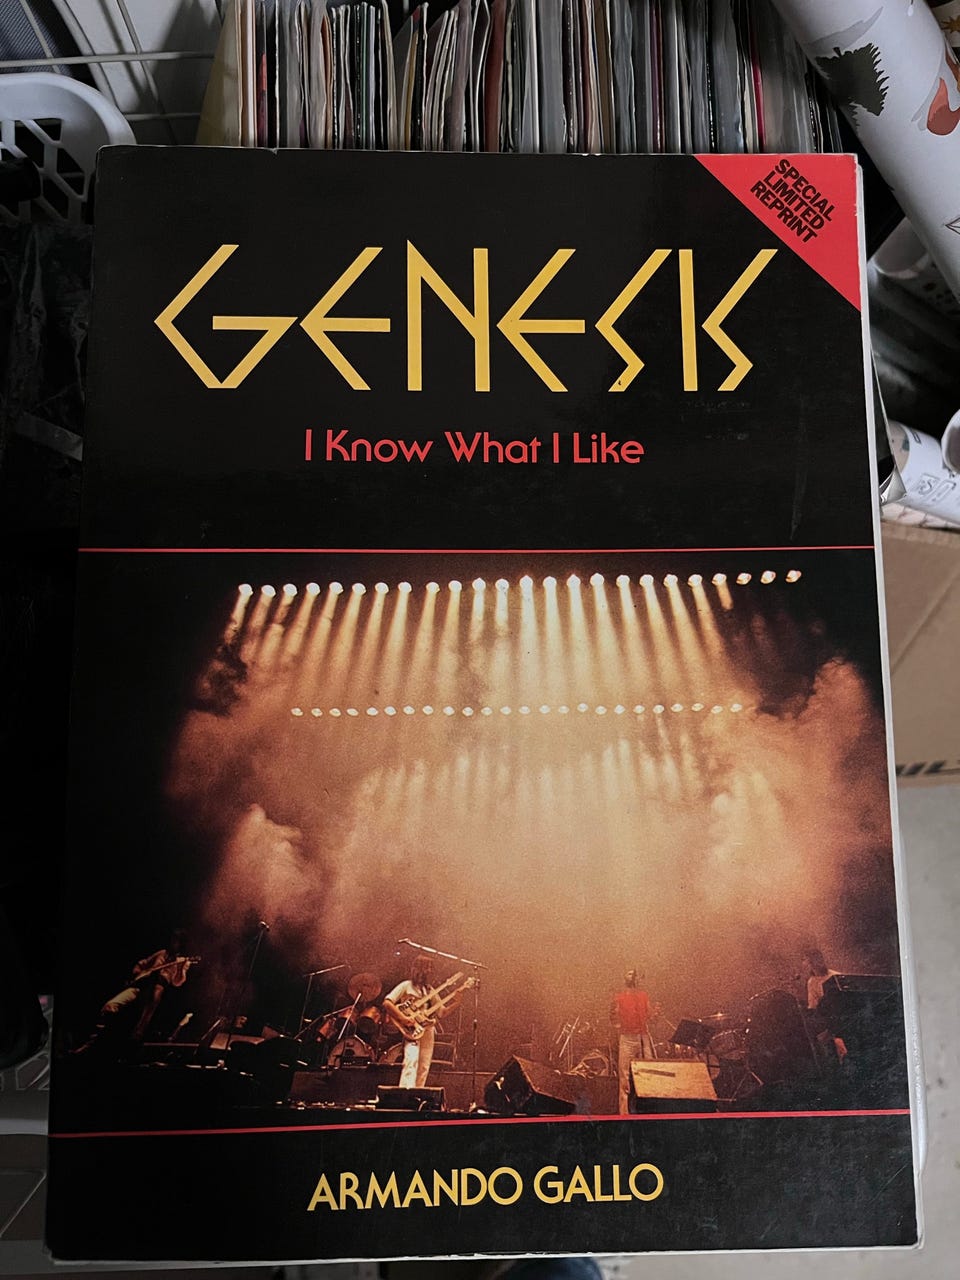 SPECIAL
LIMITED
REPRINT
GENESIS
I Know What I Like
ARMANDO GALLO